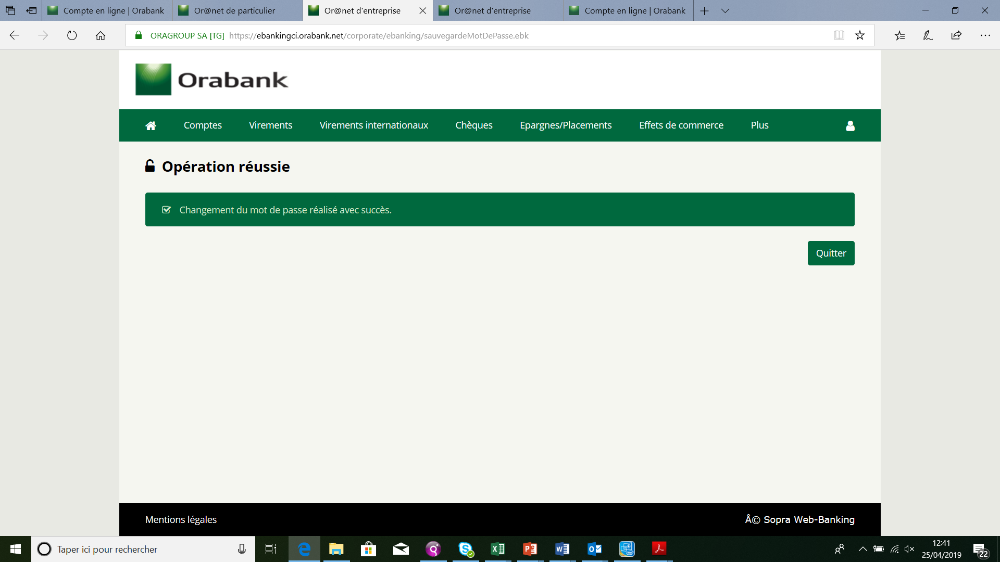 Compte en ligne | Orabank
Or@net de particulier
Or@net d'entreprise
Or@net d'entreprise
Compte en ligne | Orabank
ORAGROUP SA [TG] https://ebankingci.orabank.net/corporate/ebanking/sauvegardeMotDePasse.ebk
Orabank
Comptes
Virements
Virements internationaux
Chèques
Epargnes/Placements
Effets de commerce
Plus
Opération réussie
Changement du mot de passe réalisé avec succès.
Quitter
Mentions légales
Â© Sopra Web-Banking
Taper ici pour rechercher
12:41
25/04/2019
22